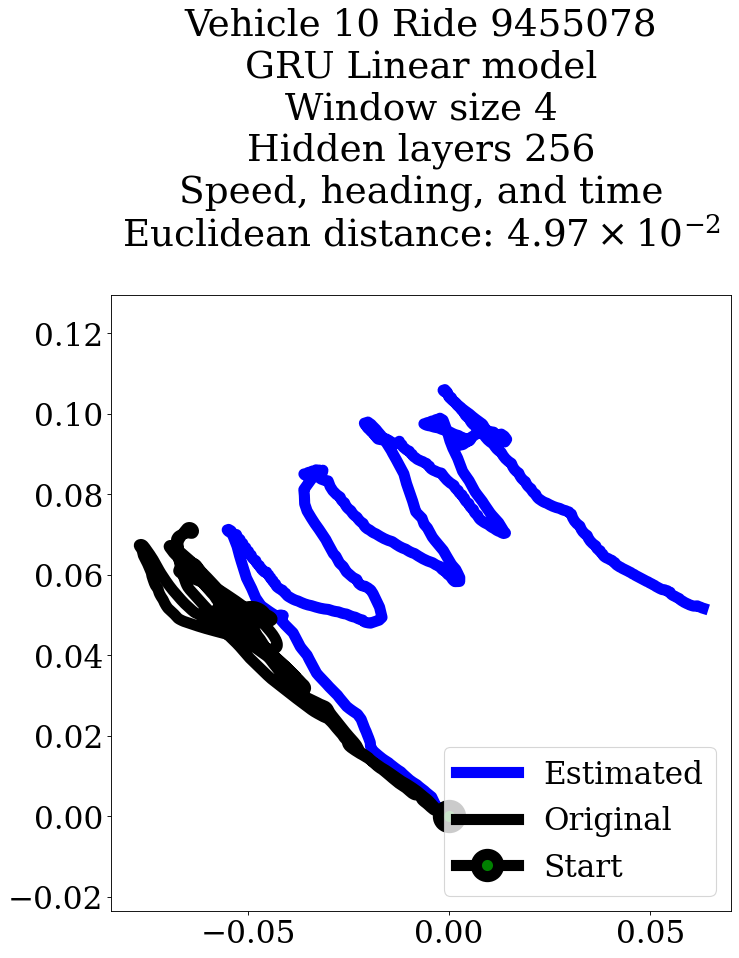 Vehicle 10 Ride 9455078
GRU Linear model
Window size 4
Hidden layers 256
Speed, heading, and time
Euclidean distance: 4.97 × 10⁻²
0.12
0.10
0.08
0.06
0.04
0.02
0.00
−0.02
−0.05
0.00
0.05
Estimated
Original
Start